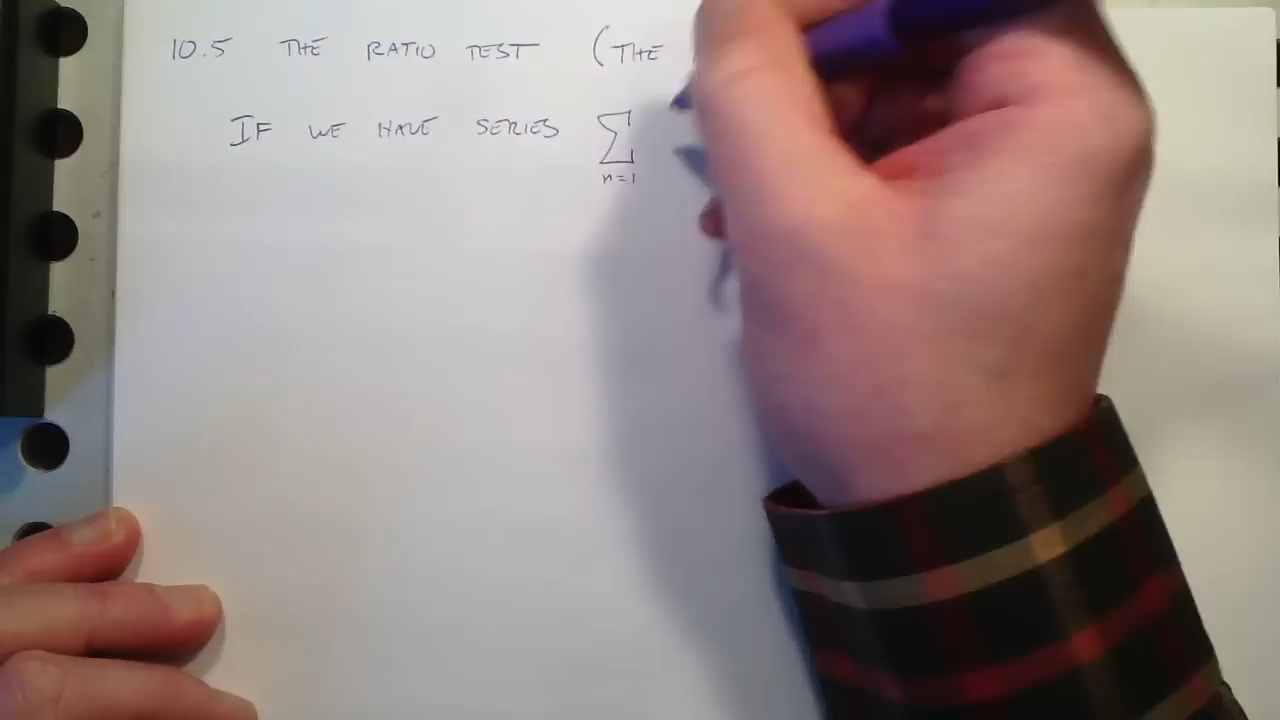 10.5 THE RATIO TEST (THE
IF WE HAVE SERIES ∑
n=1